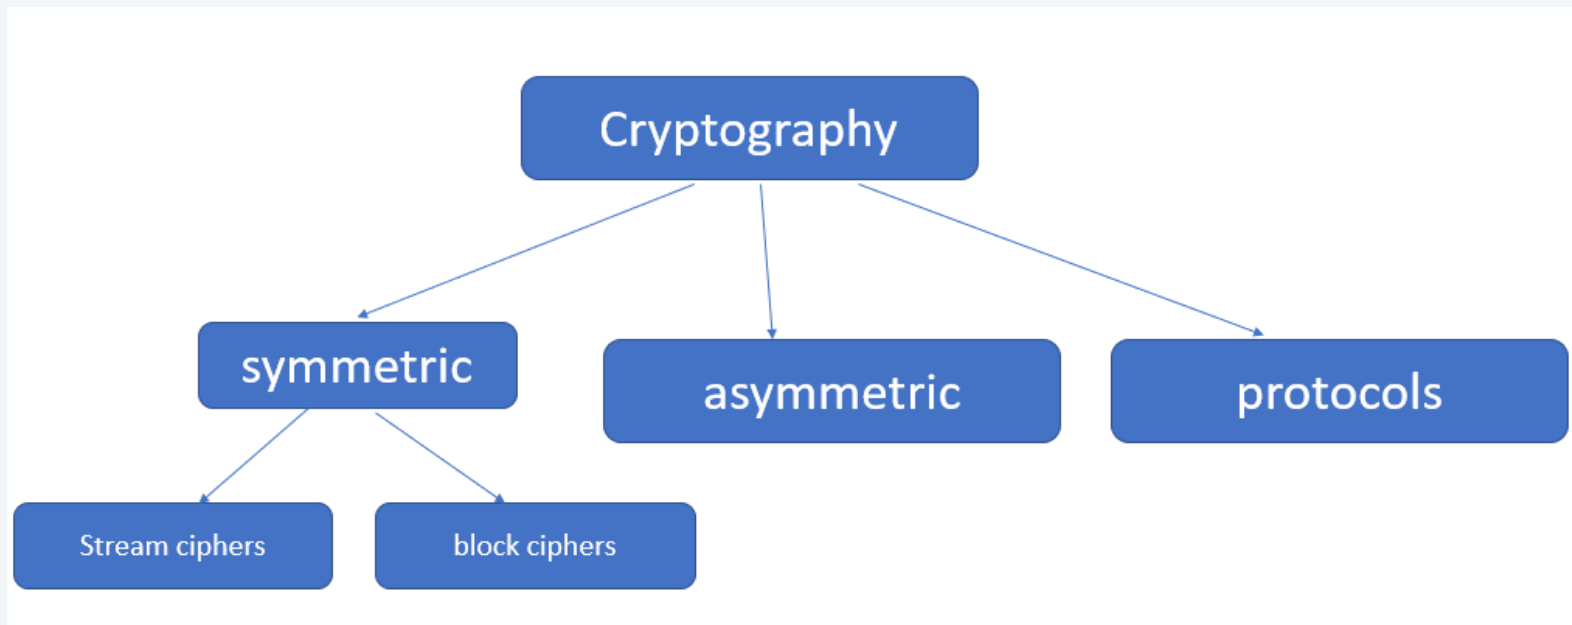 Cryptography
symmetric
asymmetric
protocols
Stream ciphers
block ciphers